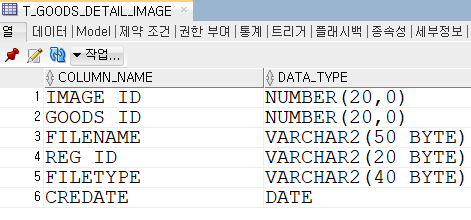 T_GOODS_DETAIL_IMAGE
열 데이터 Model 제약 조건 권한 부여 통계 트리거 플래시백 종속성 세부정보
작업...
COLUMN_NAME DATA_TYPE
1 IMAGE ID NUMBER(20,0)
2 GOODS ID NUMBER(20,0)
3 FILENAME VARCHAR2(50 BYTE)
4 REG ID VARCHAR2(20 BYTE)
5 FILETYPE VARCHAR2(40 BYTE)
6 CREDATE DATE